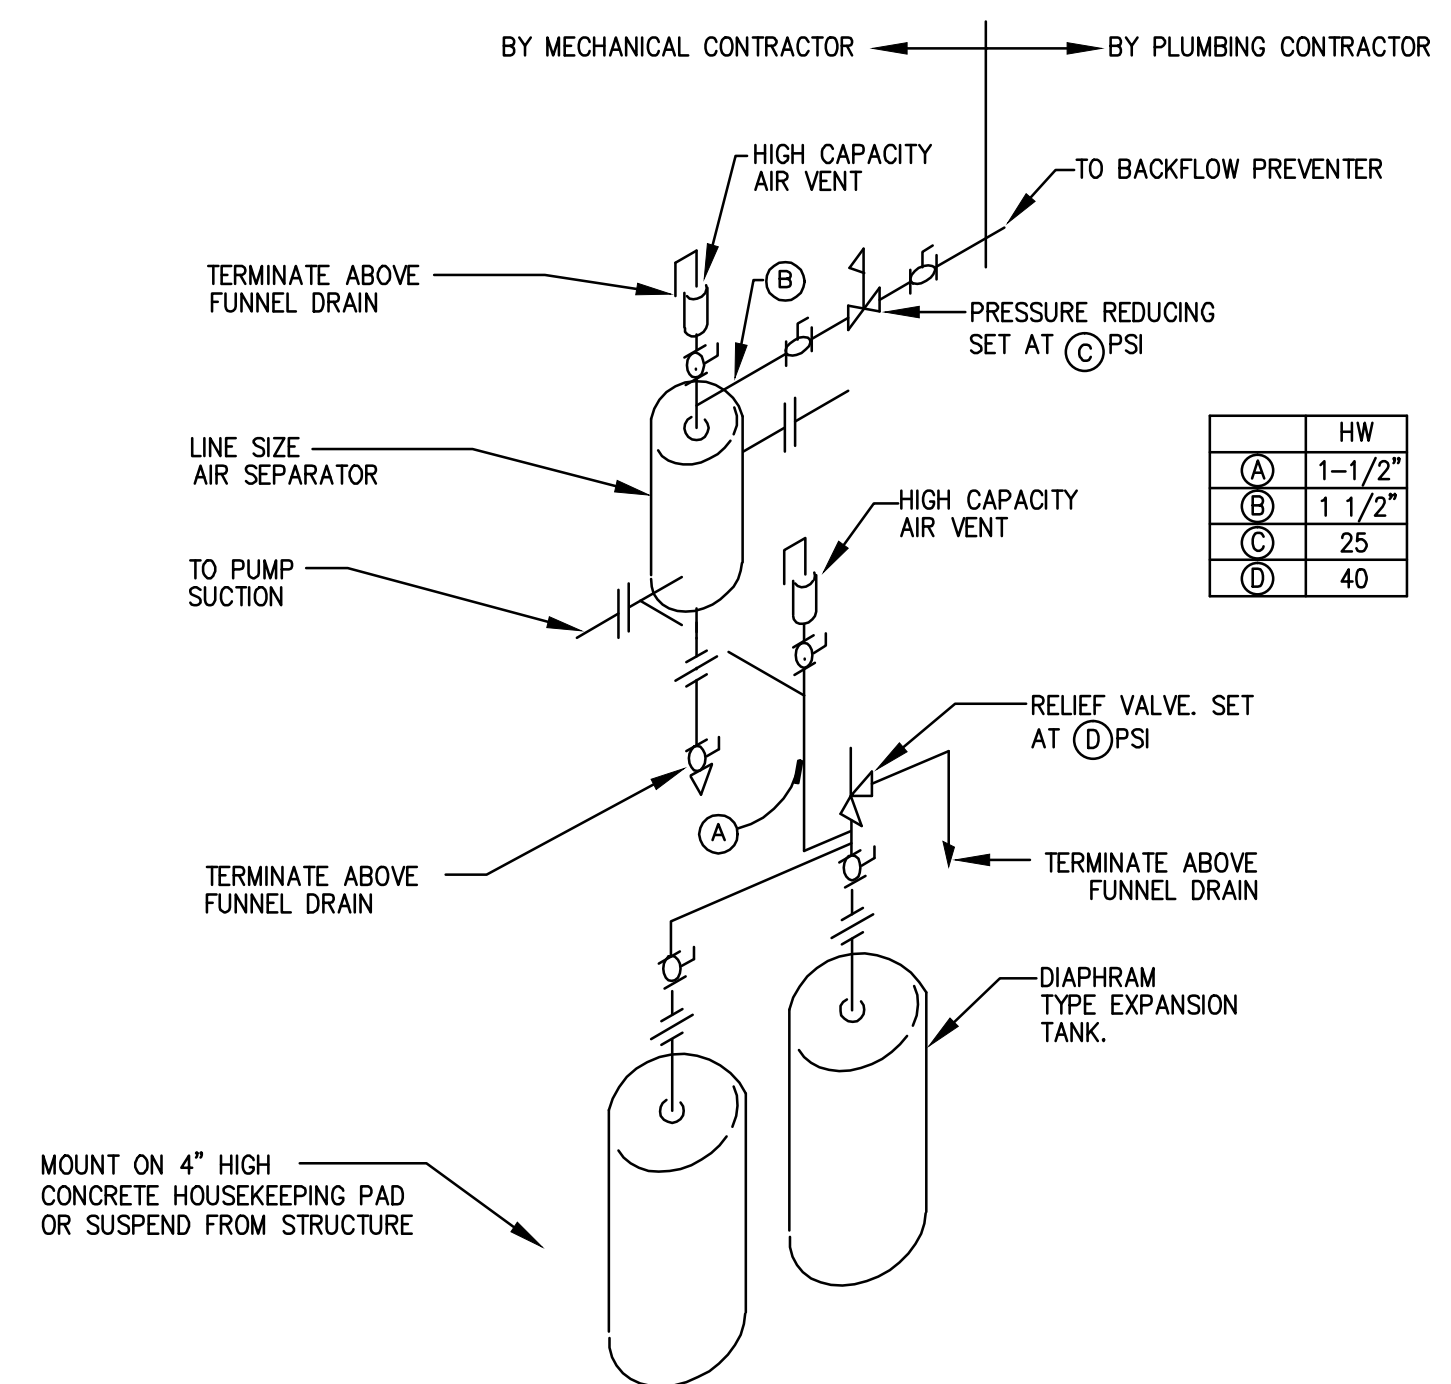 BY MECHANICAL CONTRACTOR
BY PLUMBING CONTRACTOR
HIGH CAPACITY
AIR VENT
TO BACKFLOW PREVENTER
TERMINATE ABOVE
FUNNEL DRAIN
B
PRESSURE REDUCING
SET AT C PSI
LINE SIZE
AIR SEPARATOR
HW
A 1-1/2"
B 1 1/2"
C 25
D 40
HIGH CAPACITY
AIR VENT
TO PUMP
SUCTION
RELIEF VALVE. SET
AT D PSI
A
TERMINATE ABOVE
FUNNEL DRAIN
TERMINATE ABOVE
FUNNEL DRAIN
DIAPHRAM
TYPE EXPANSION
TANK.
MOUNT ON 4" HIGH
CONCRETE HOUSEKEEPING PAD
OR SUSPEND FROM STRUCTURE